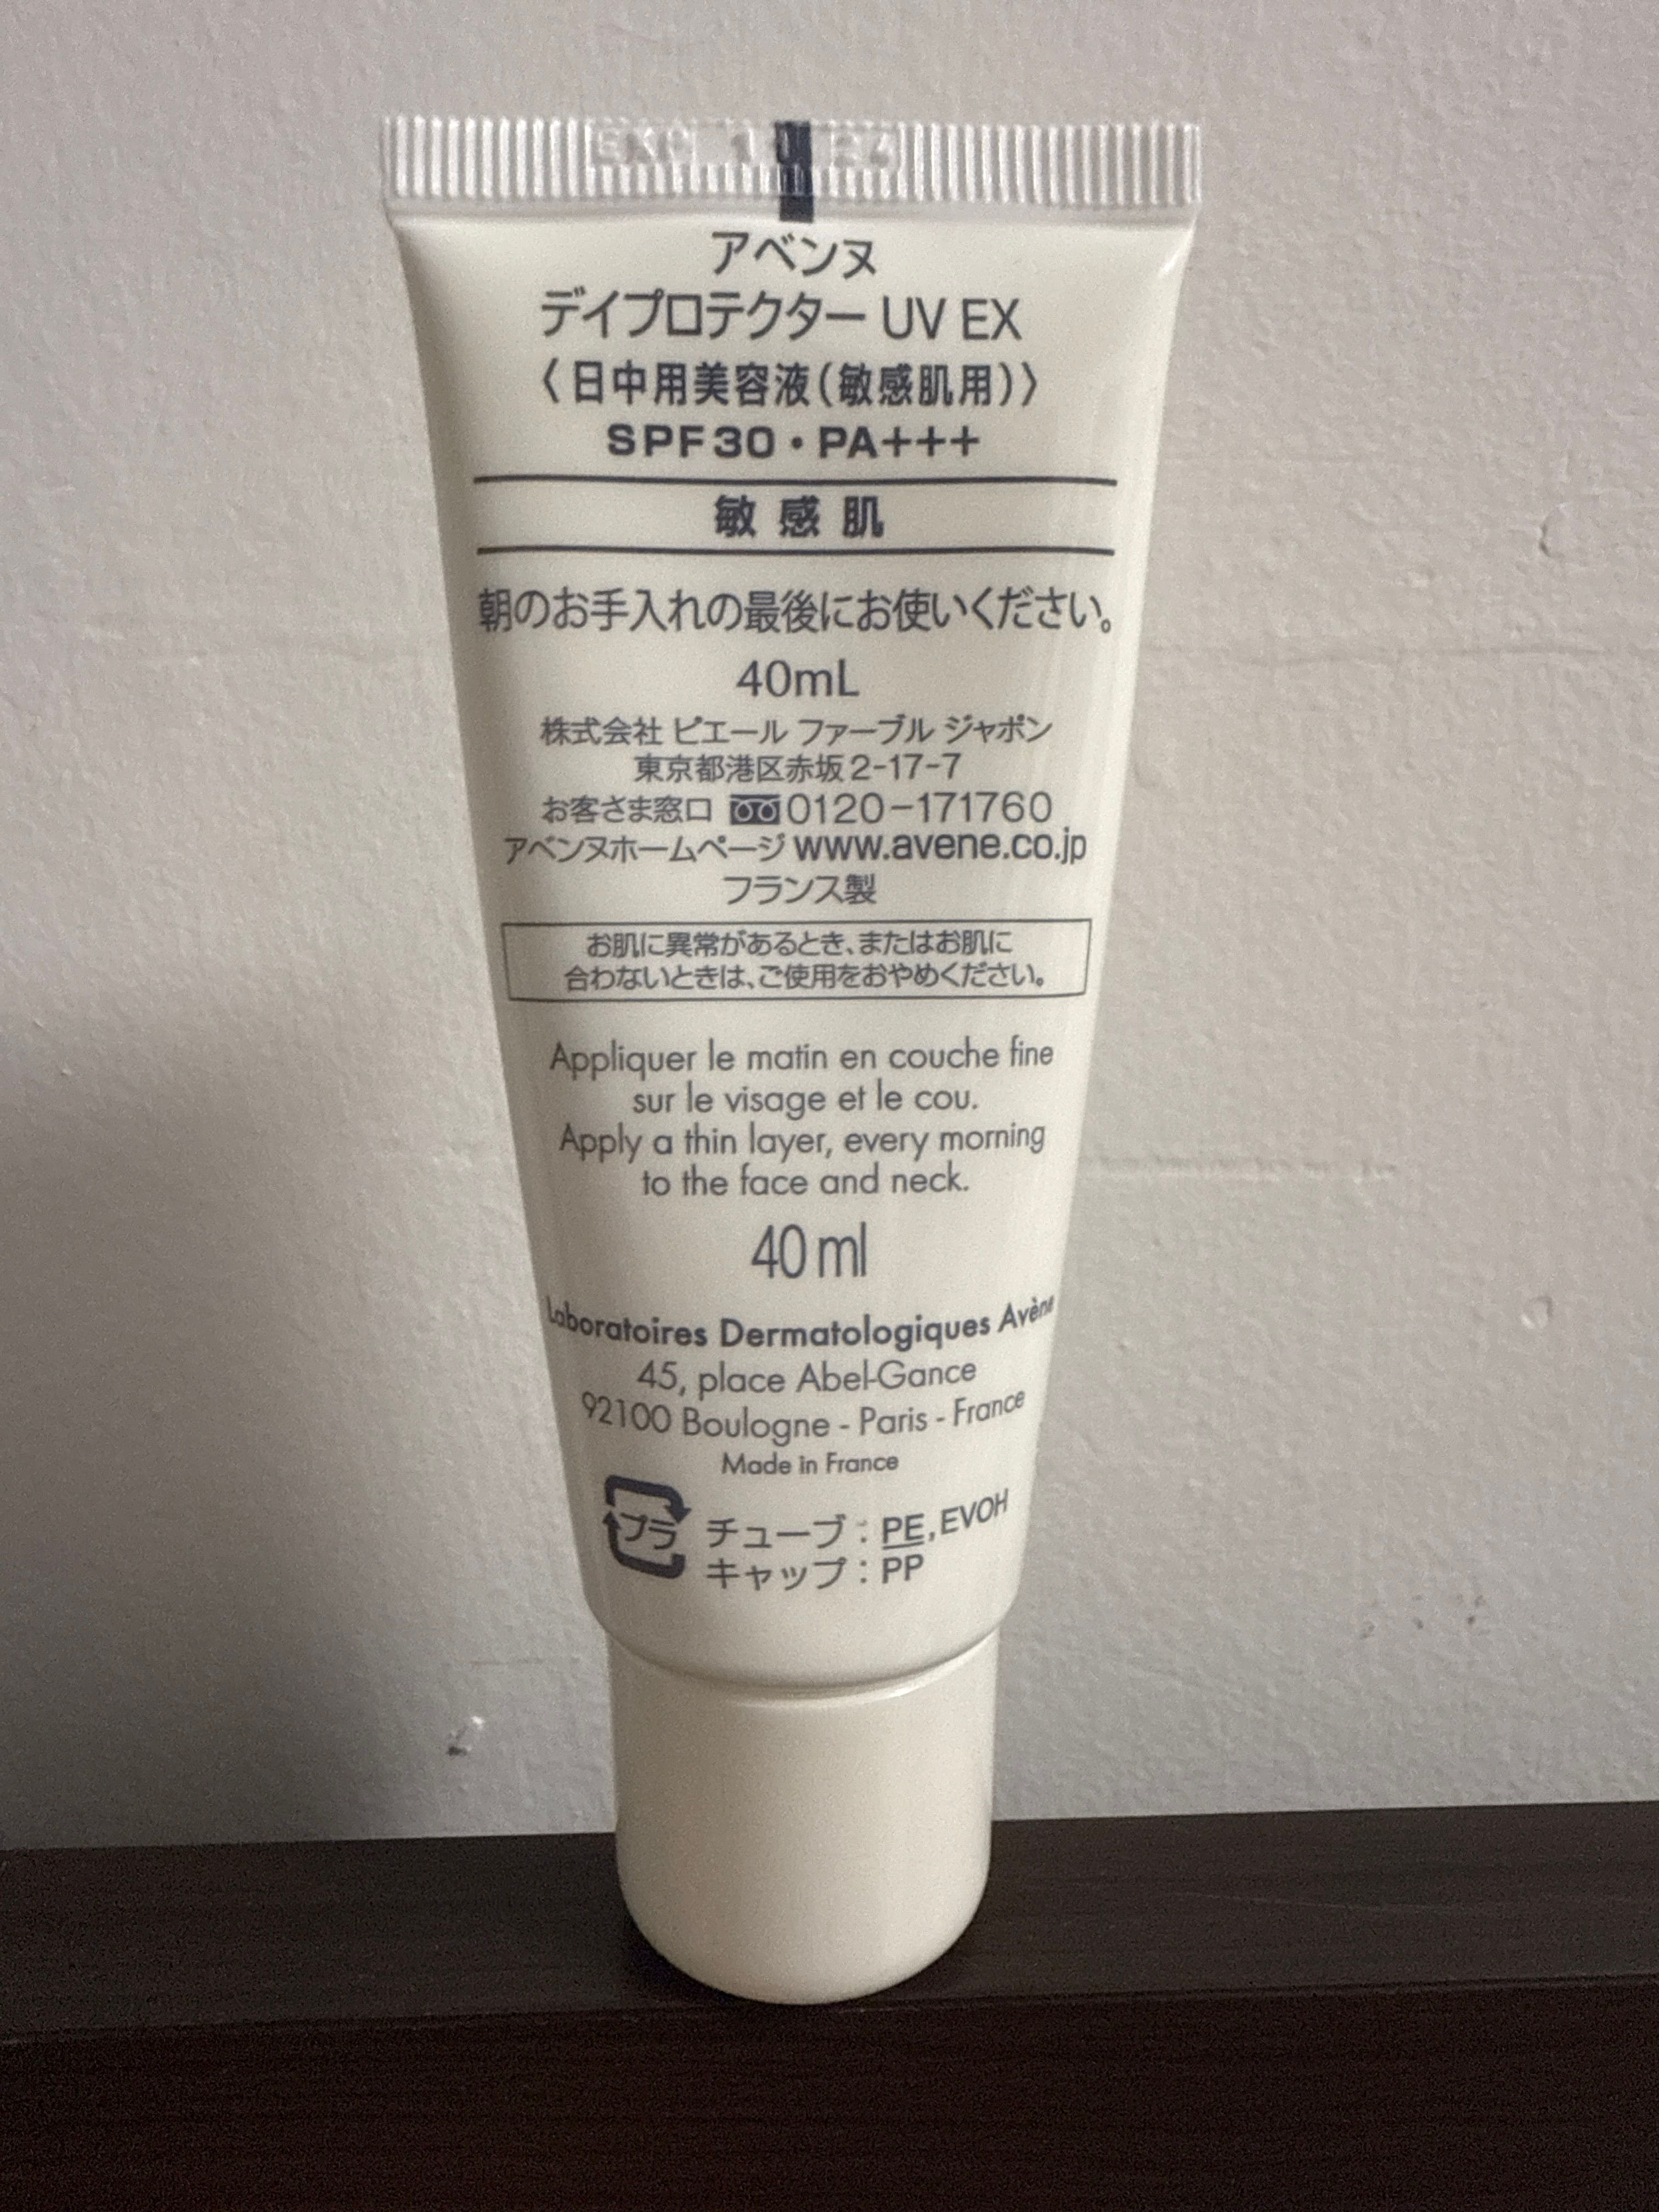 EXP 11 24
アベンヌ
デイプロテクター UV EX
〈日中用美容液(敏感肌用)〉
SPF30・PA+++
敏感肌
朝のお手入れの最後にお使いください。
40mL
株式会社 ピエール ファーブル ジャポン
東京都港区赤坂2-17-7
お客さま窓口 0120-171760
アベンヌホームページ www.avene.co.jp
フランス製
お肌に異常があるとき、またはお肌に
合わないときは、ご使用をおやめください。
Appliquer le matin en couche fine
sur le visage et le cou.
Apply a thin layer, every morning
to the face and neck.
40 ml
Laboratoires Dermatologiques Avène
45, place Abel-Gance
92100 Boulogne - Paris - France
Made in France
プラ チューブ : PE, EVOH
キャップ : PP